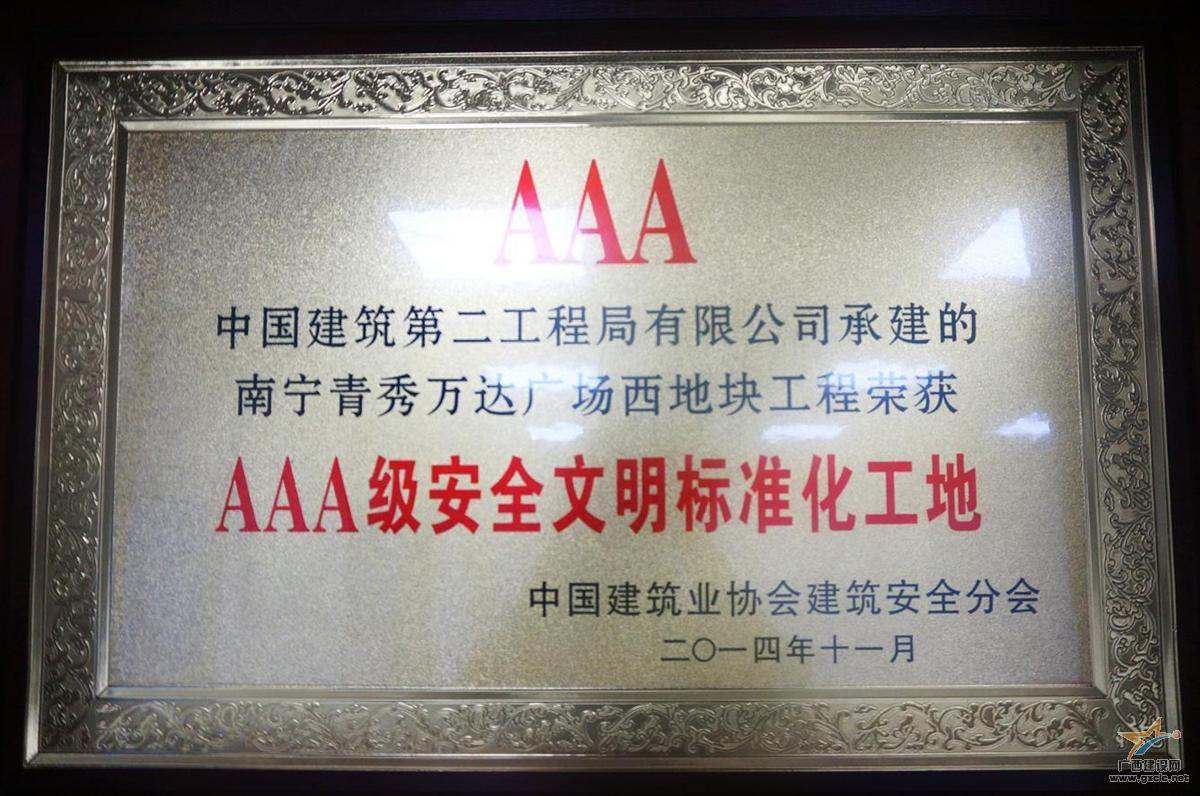 AAA
中国建筑第二工程局有限公司承建的
南宁青秀万达广场西地块工程荣获
AAA级安全文明标准化工地
中国建筑业协会建筑安全分会
二〇一四年十一月
广西建设网
www.gxcic.net